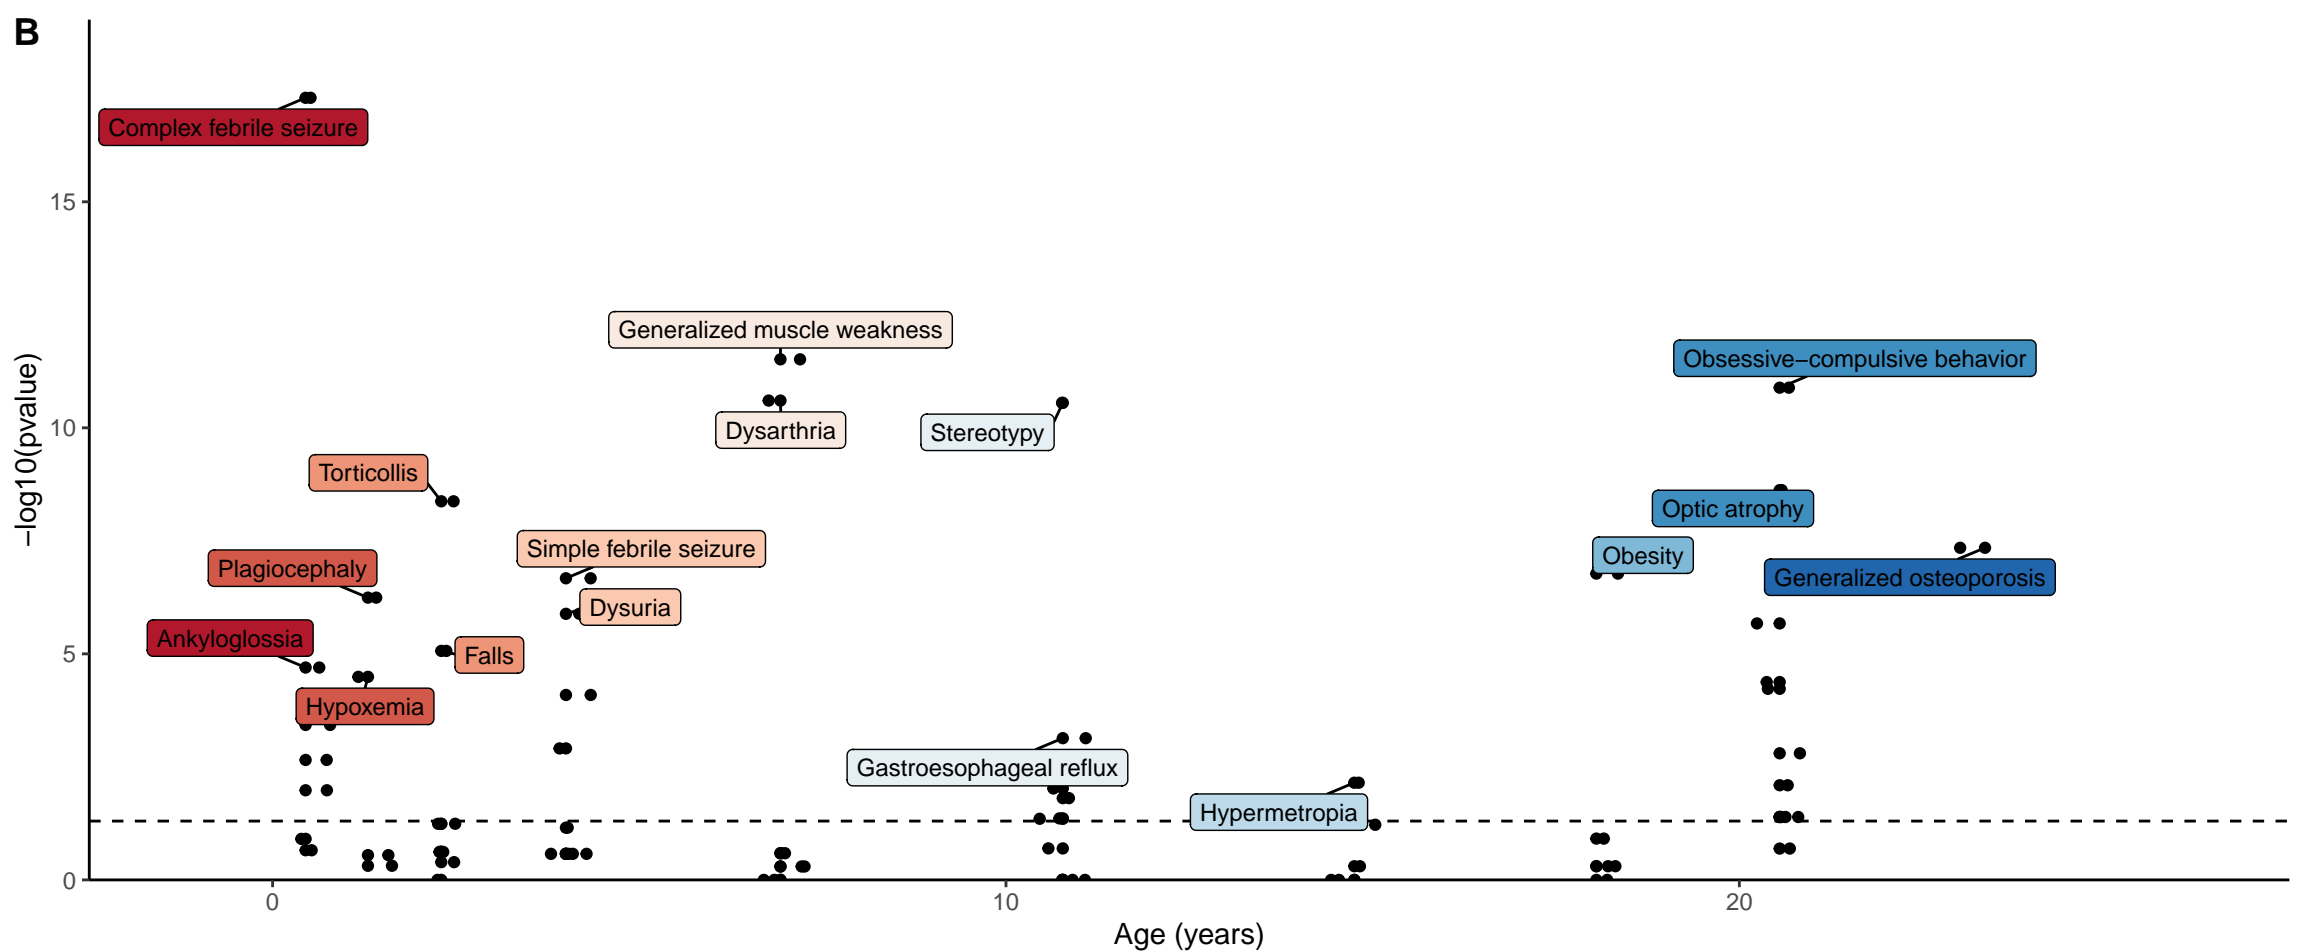 B
Complex febrile seizure
15
Generalized muscle weakness
Obsessive−compulsive behavior
10
Dysarthria
Stereotypy
Torticollis
Optic atrophy
Simple febrile seizure
Obesity
Plagiocephaly
Generalized osteoporosis
Dysuria
Ankyloglossia
Falls
5
Hypoxemia
Gastroesophageal reflux
Hypermetropia
0
−log10(pvalue)
0
10
20
Age (years)